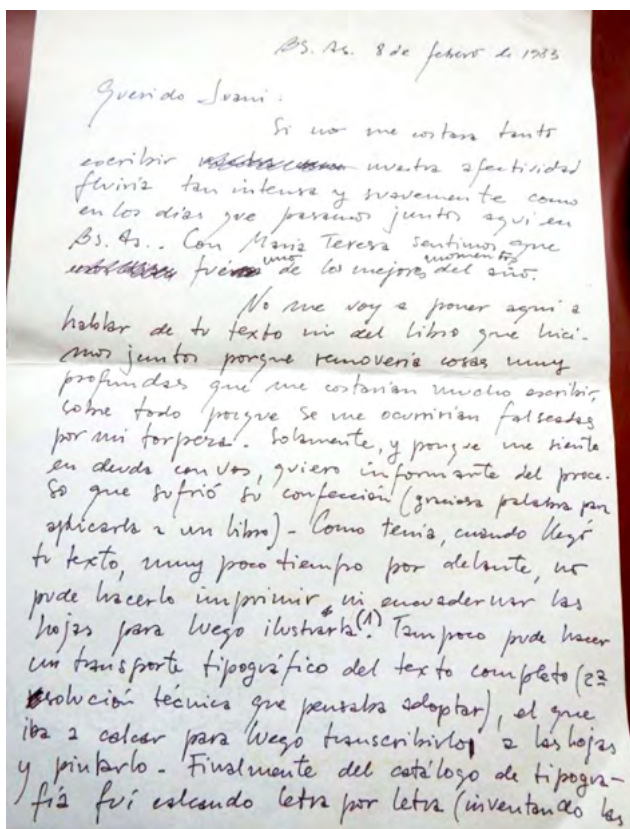 Bs. As. 8 de febrero de 1983
Querido Juani:
Si no me costara tanto
escribir nuestra afectividad
fluiría tan intensa y suavemente como
en los días que pasamos juntos aquí en
Bs. As.. Con María Teresa sentimos que
fué uno de los mejores momentos del año.
No me voy a poner aquí a
hablar de tu texto ni del libro que hici-
mos juntos porque removería cosas muy
profundas que me costarían mucho escribir,
sobre todo porque se me ocurrirían falseadas
por mi torpeza. Solamente, y porque me siento
en deuda con vos, quiero informarte del proce-
so que sufrió su confección (graciosa palabra para
aplicarla a un libro) - Como tenía, cuando llegó
tu texto, muy poco tiempo por delante, no
pude hacerlo imprimir ni encuadernar las
hojas para luego ilustrarla (1). Tampoco pude hacer
un transporte tipográfico del texto completo (2ª
solución técnica que pensaba adoptar), el que
iba a calcar para luego transcribirlo a las hojas
y pintarlo - Finalmente del catálogo de tipogra-
fía fuí calcando letra por letra (inventando las